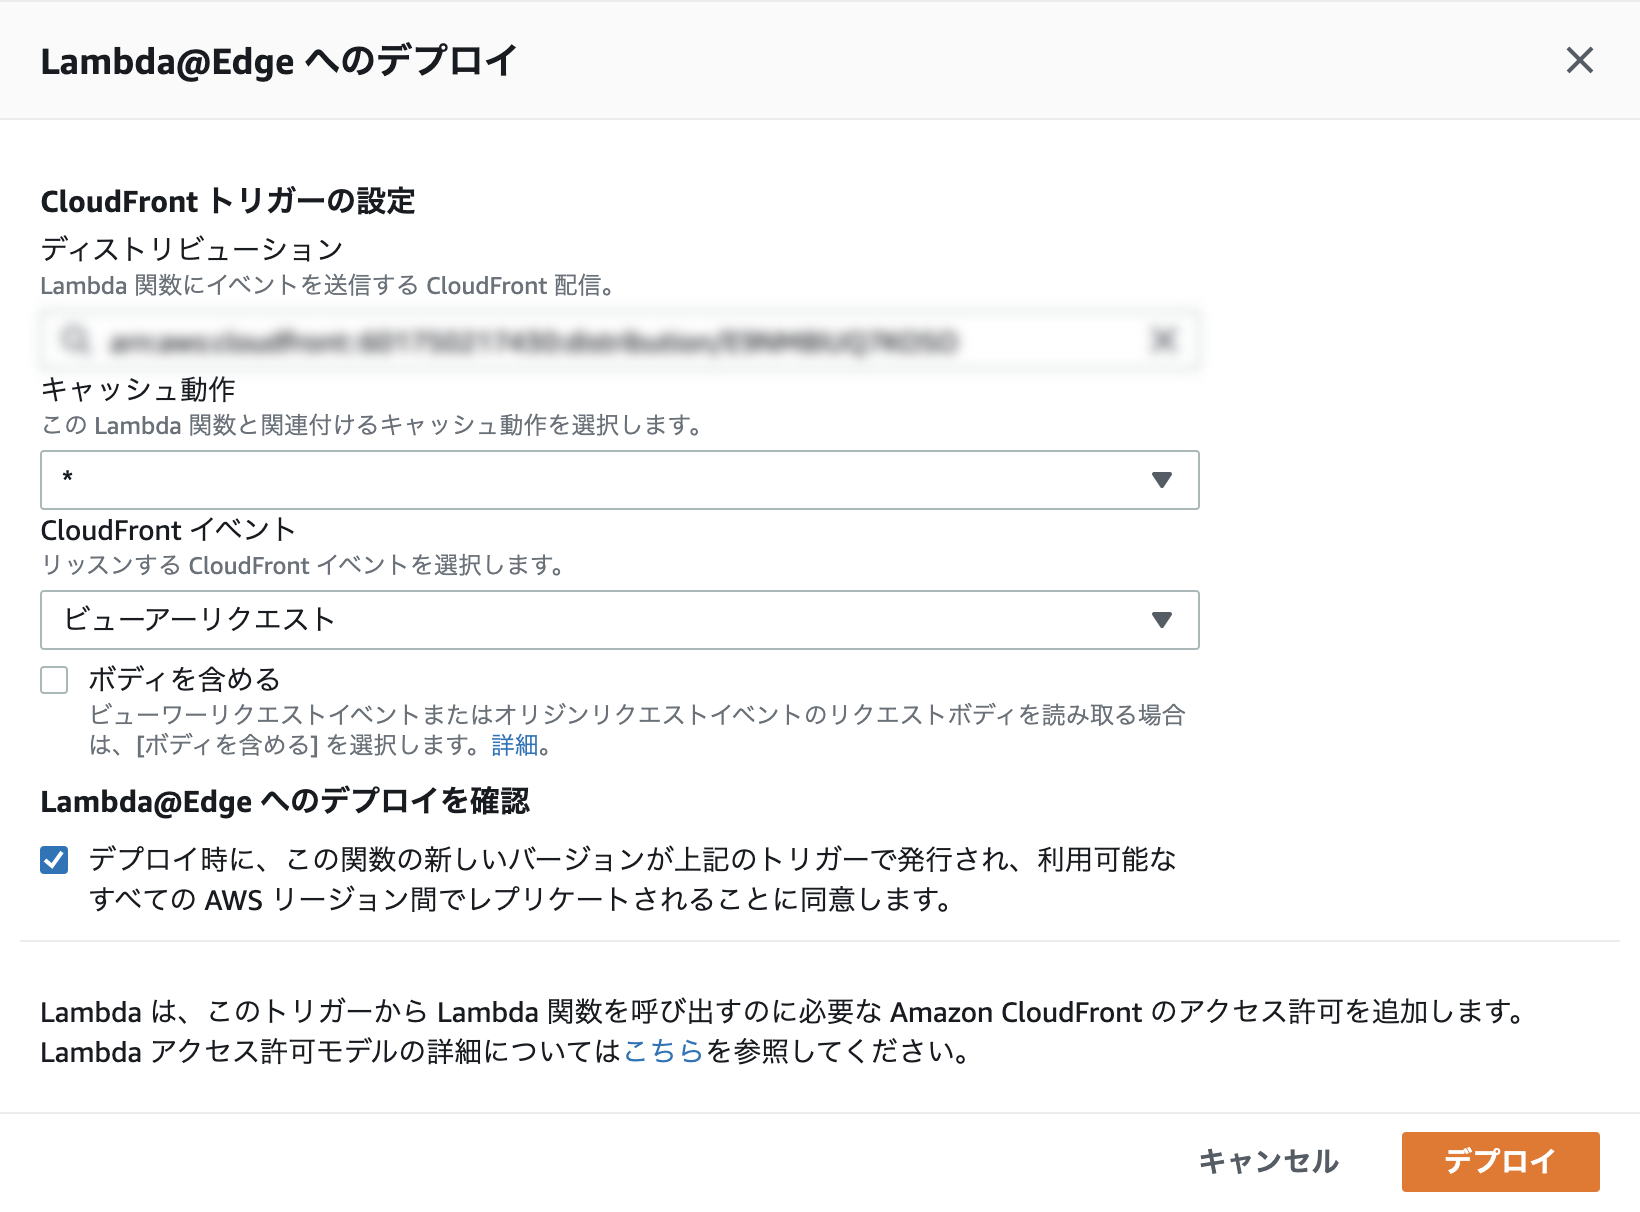 Lambda@Edge へのデプロイ
CloudFront トリガーの設定
ディストリビューション
Lambda 関数にイベントを送信する CloudFront 配信。
キャッシュ動作
この Lambda 関数と関連付けるキャッシュ動作を選択します。
*
CloudFront イベント
リッスンする CloudFront イベントを選択します。
ビューアーリクエスト
ボディを含める
ビューワーリクエストイベントまたはオリジンリクエストイベントのリクエストボディを読み取る場合
は、[ボディを含める] を選択します。詳細。
Lambda@Edge へのデプロイを確認
デプロイ時に、この関数の新しいバージョンが上記のトリガーで発行され、利用可能な
すべての AWS リージョン間でレプリケートされることに同意します。
Lambda は、このトリガーから Lambda 関数を呼び出すのに必要な Amazon CloudFront のアクセス許可を追加します。
Lambda アクセス許可モデルの詳細についてはこちらを参照してください。
キャンセル
デプロイ